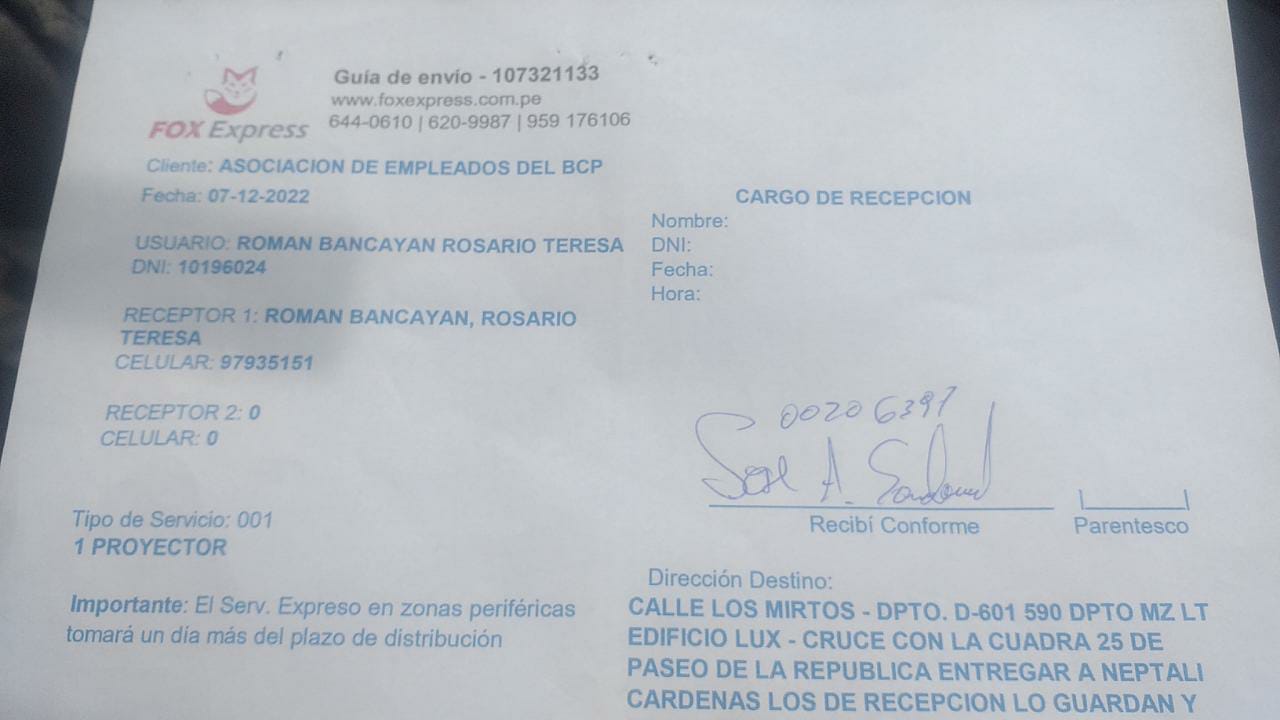 FOX Express
Guía de envío - 107321133
www.foxexpress.com.pe
644-0610 | 620-9987 | 959 176106
Cliente: ASOCIACION DE EMPLEADOS DEL BCP
Fecha: 07-12-2022
USUARIO: ROMAN BANCAYAN ROSARIO TERESA
DNI: 10196024
RECEPTOR 1: ROMAN BANCAYAN, ROSARIO
TERESA
CELULAR: 97935151
RECEPTOR 2: 0
CELULAR: 0
Tipo de Servicio: 001
1 PROYECTOR
Importante: El Serv. Expreso en zonas periféricas
tomará un día más del plazo de distribución
CARGO DE RECEPCION
Nombre:
DNI:
Fecha:
Hora:
00206397
Jose A. Sandoval
Recibí Conforme
Parentesco
Dirección Destino:
CALLE LOS MIRTOS - DPTO. D-601 590 DPTO MZ LT
EDIFICIO LUX - CRUCE CON LA CUADRA 25 DE
PASEO DE LA REPUBLICA ENTREGAR A NEPTALI
CARDENAS LOS DE RECEPCION LO GUARDAN Y